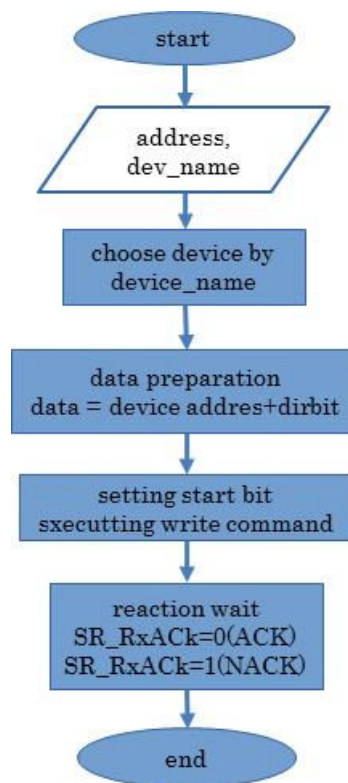 start
address,
dev_name
choose device by
device_name
data preparation
data = device addres+dirbit
setting start bit
sxecutting write command
reaction wait
SR_RxACk=0(ACK)
SR_RxACk=1(NACK)
end